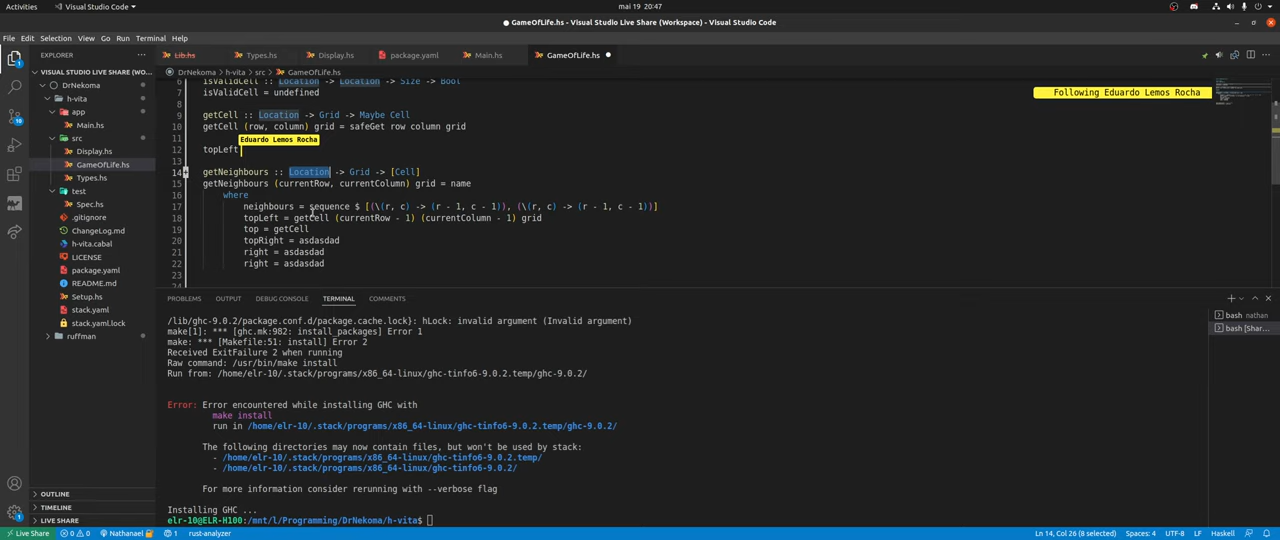 Activities
Visual Studio Code
mai 19 20:47
GameOfLife.hs - Visual Studio Live Share (Workspace) - Visual Studio Code
File Edit Selection View Go Run Terminal Help
EXPLORER
Lib.hs Types.hs Display.hs package.yaml Main.hs GameOfLife.hs
VISUAL STUDIO LIVE SHARE (WO...
DrNekoma > h-vita > src > GameOfLife.hs
Following Eduardo Lemos Rocha
DrNekoma
h-vita
app
Main.hs
src
Display.hs
GameOfLife.hs
Types.hs
test
Spec.hs
.gitignore
ChangeLog.md
h-vita.cabal
LICENSE
package.yaml
README.md
Setup.hs
stack.yaml
stack.yaml.lock
ruffman
OUTLINE
TIMELINE
LIVE SHARE
6 isValidCell :: Location -> Location -> Size -> Bool
7 isValidCell = undefined
8
9 getCell :: Location -> Grid -> Maybe Cell
10 getCell (row, column) grid = safeGet row column grid
11
Eduardo Lemos Rocha
12 topLeft
13
14 getNeighbours :: Location -> Grid -> [Cell]
15 getNeighbours (currentRow, currentColumn) grid = name
16 where
17 neighbours = sequence $ [(\(r, c) -> (r - 1, c - 1)), (\(r, c) -> (r - 1, c - 1))]
18 topLeft = getCell (currentRow - 1) (currentColumn - 1) grid
19 top = getCell
20 topRight = asdasdad
21 right = asdasdad
22 right = asdasdad
23
24
PROBLEMS OUTPUT DEBUG CONSOLE TERMINAL COMMENTS
/lib/ghc-9.0.2/package.conf.d/package.cache.lock}: hLock: invalid argument (Invalid argument)
make[1]: *** [ghc.mk:982: install_packages] Error 1
make: *** [Makefile:51: install] Error 2
Received ExitFailure 2 when running
Raw command: /usr/bin/make install
Run from: /home/elr-10/.stack/programs/x86_64-linux/ghc-tinfo6-9.0.2.temp/ghc-9.0.2/
Error: Error encountered while installing GHC with
make install
run in /home/elr-10/.stack/programs/x86_64-linux/ghc-tinfo6-9.0.2.temp/ghc-9.0.2/
The following directories may now contain files, but won't be used by stack:
- /home/elr-10/.stack/programs/x86_64-linux/ghc-tinfo6-9.0.2.temp/
- /home/elr-10/.stack/programs/x86_64-linux/ghc-tinfo6-9.0.2/
For more information consider rerunning with --verbose flag
Installing GHC ...
elr-10@ELR-H100:/mnt/l/Programming/DrNekoma/h-vita$
bash nathan
bash [Shar...
Live Share 0 0 Nathanael 1 rust-analyzer
Ln 14, Col 26 (8 selected) Spaces: 4 UTF-8 LF Haskell